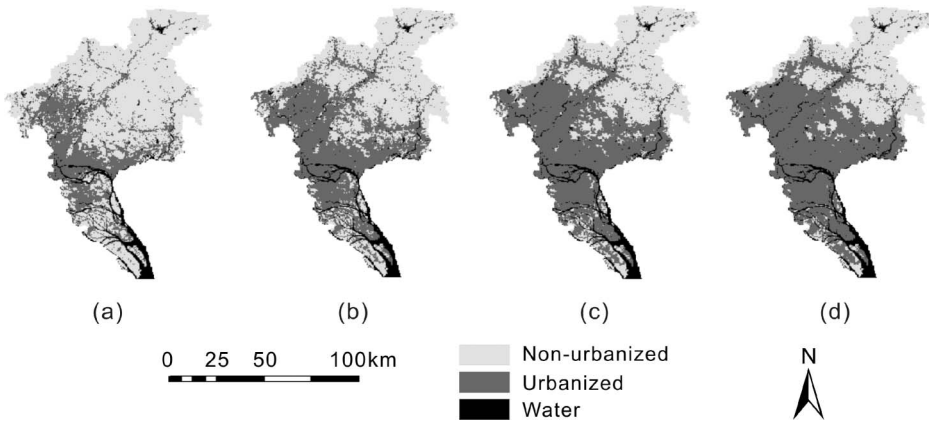 (a) (b) (c) (d)
0 25 50 100km
Non-urbanized
Urbanized
Water
N